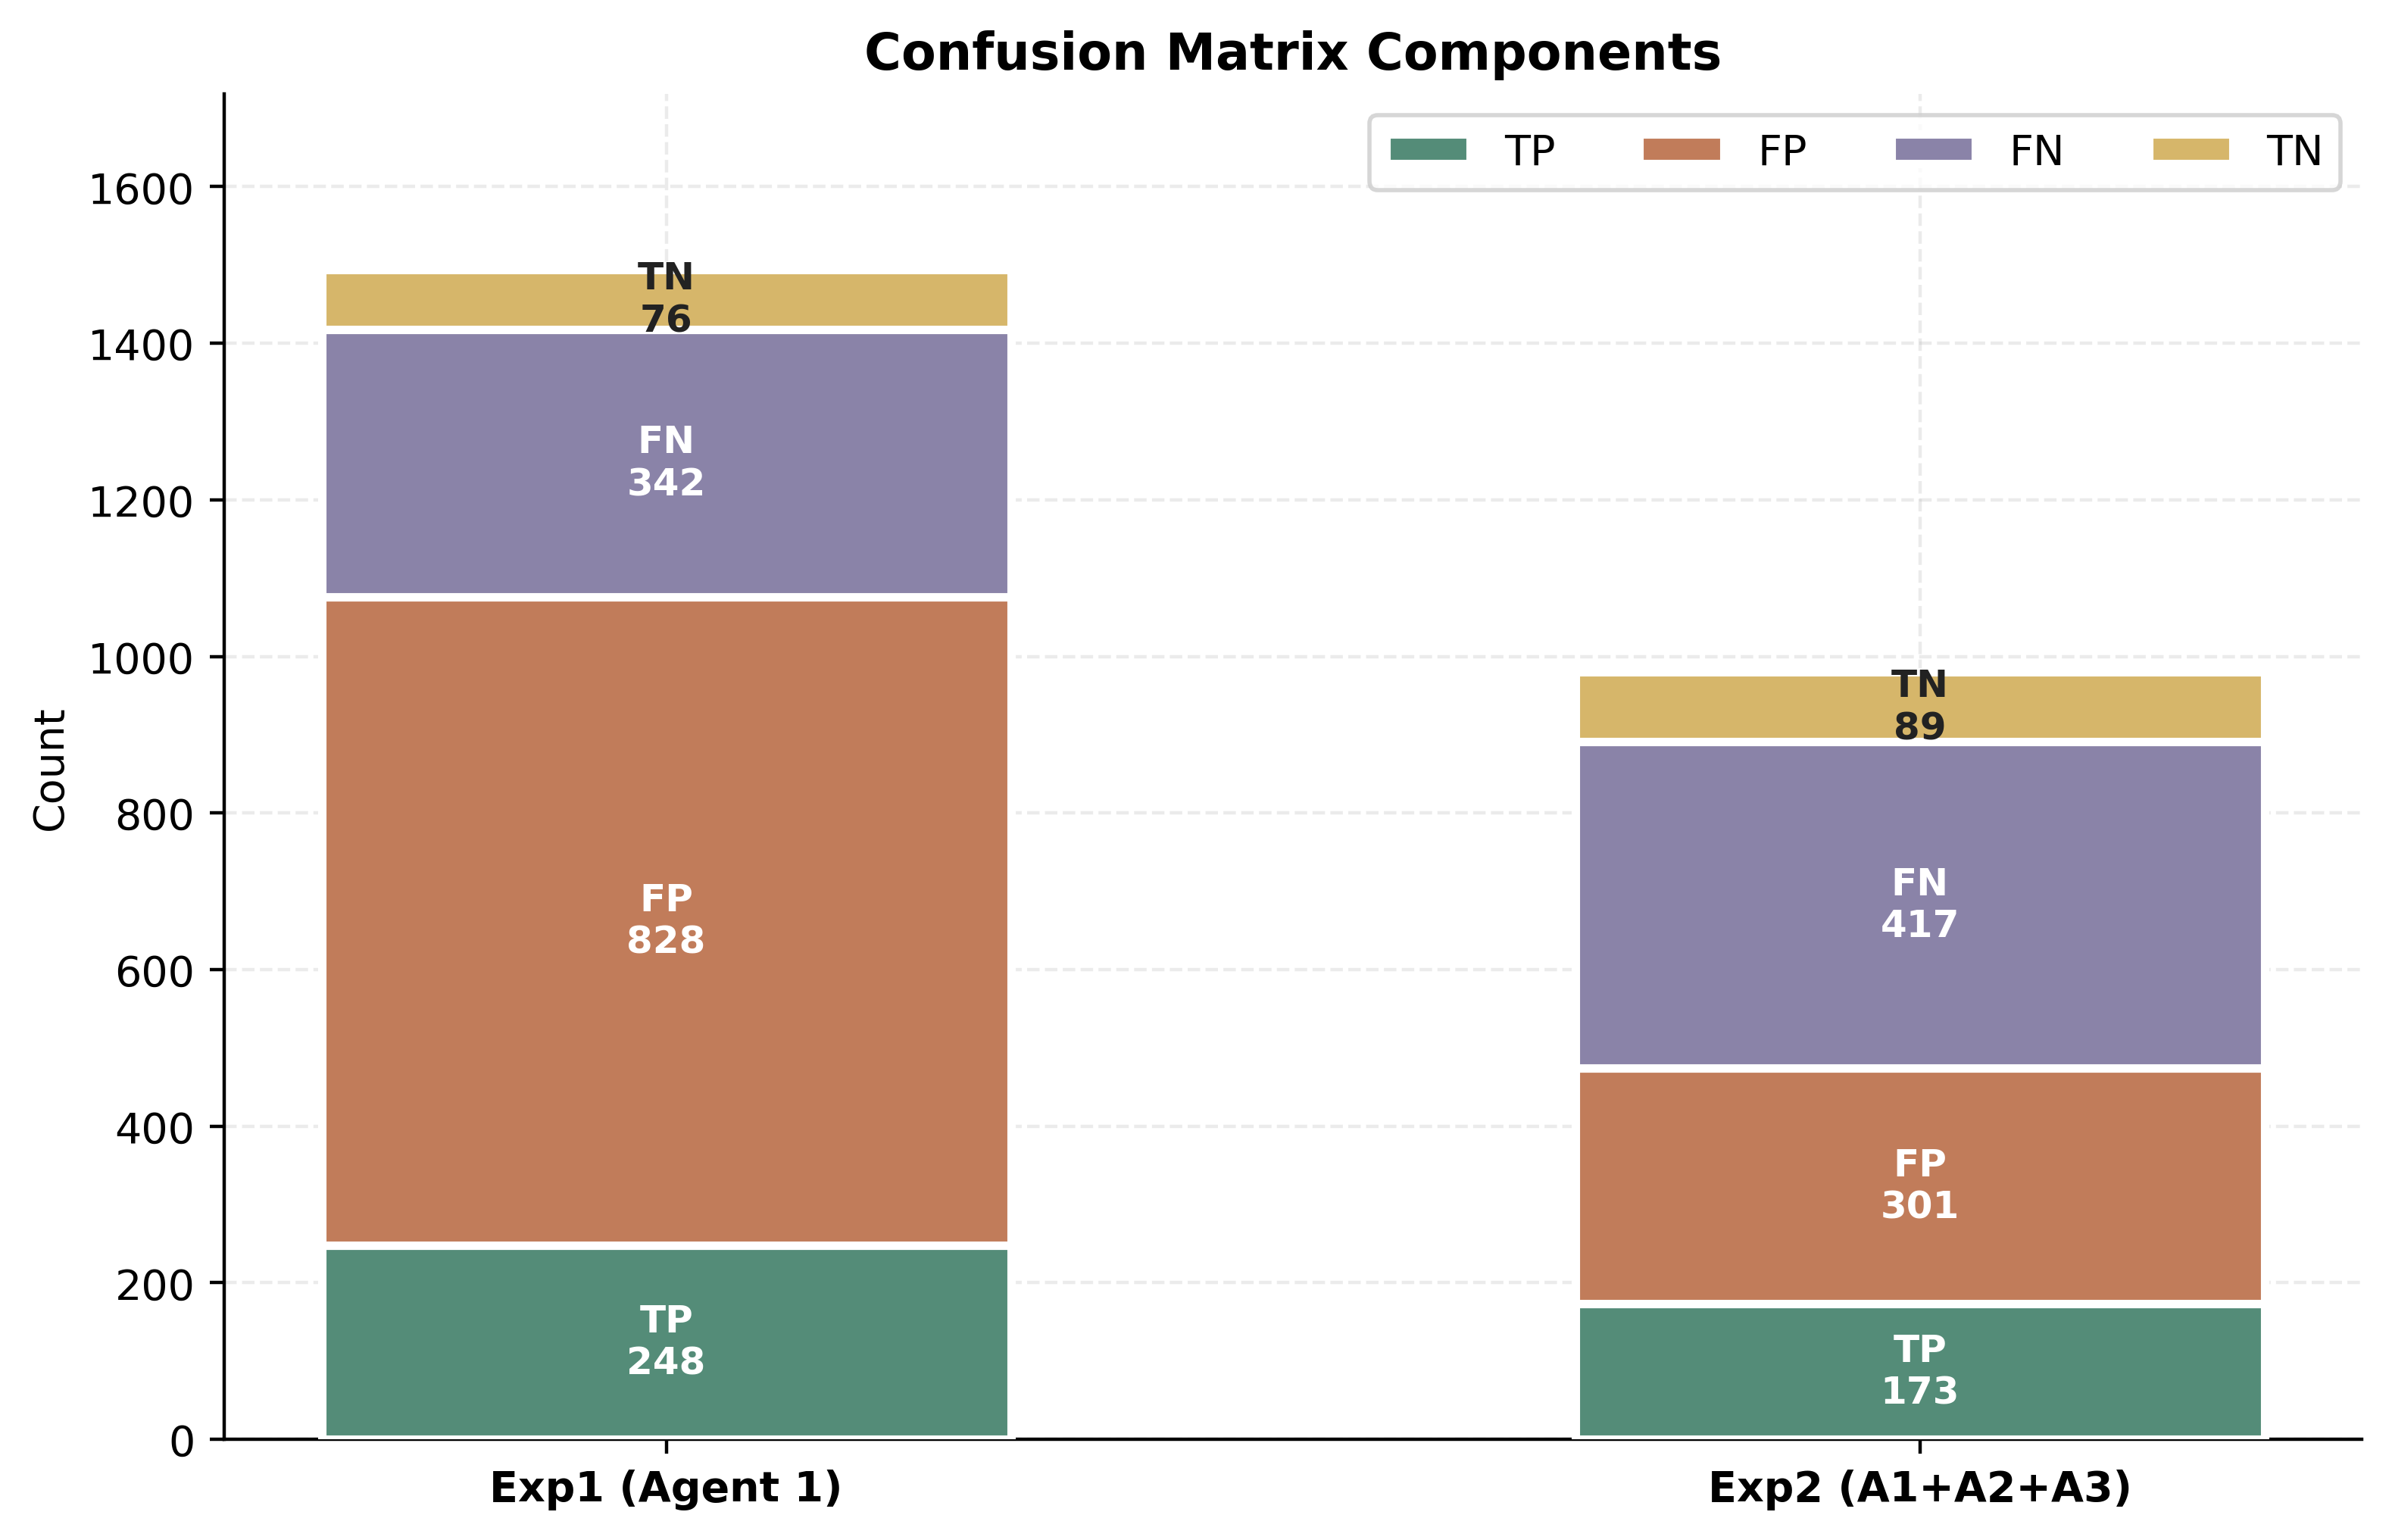 Confusion Matrix Components
TP FP FN TN
Count
1600
1400
1200
1000
800
600
400
200
0
TN
76
FN
342
FP
828
TP
248
TN
89
FN
417
FP
301
TP
173
Exp1 (Agent 1)
Exp2 (A1+A2+A3)